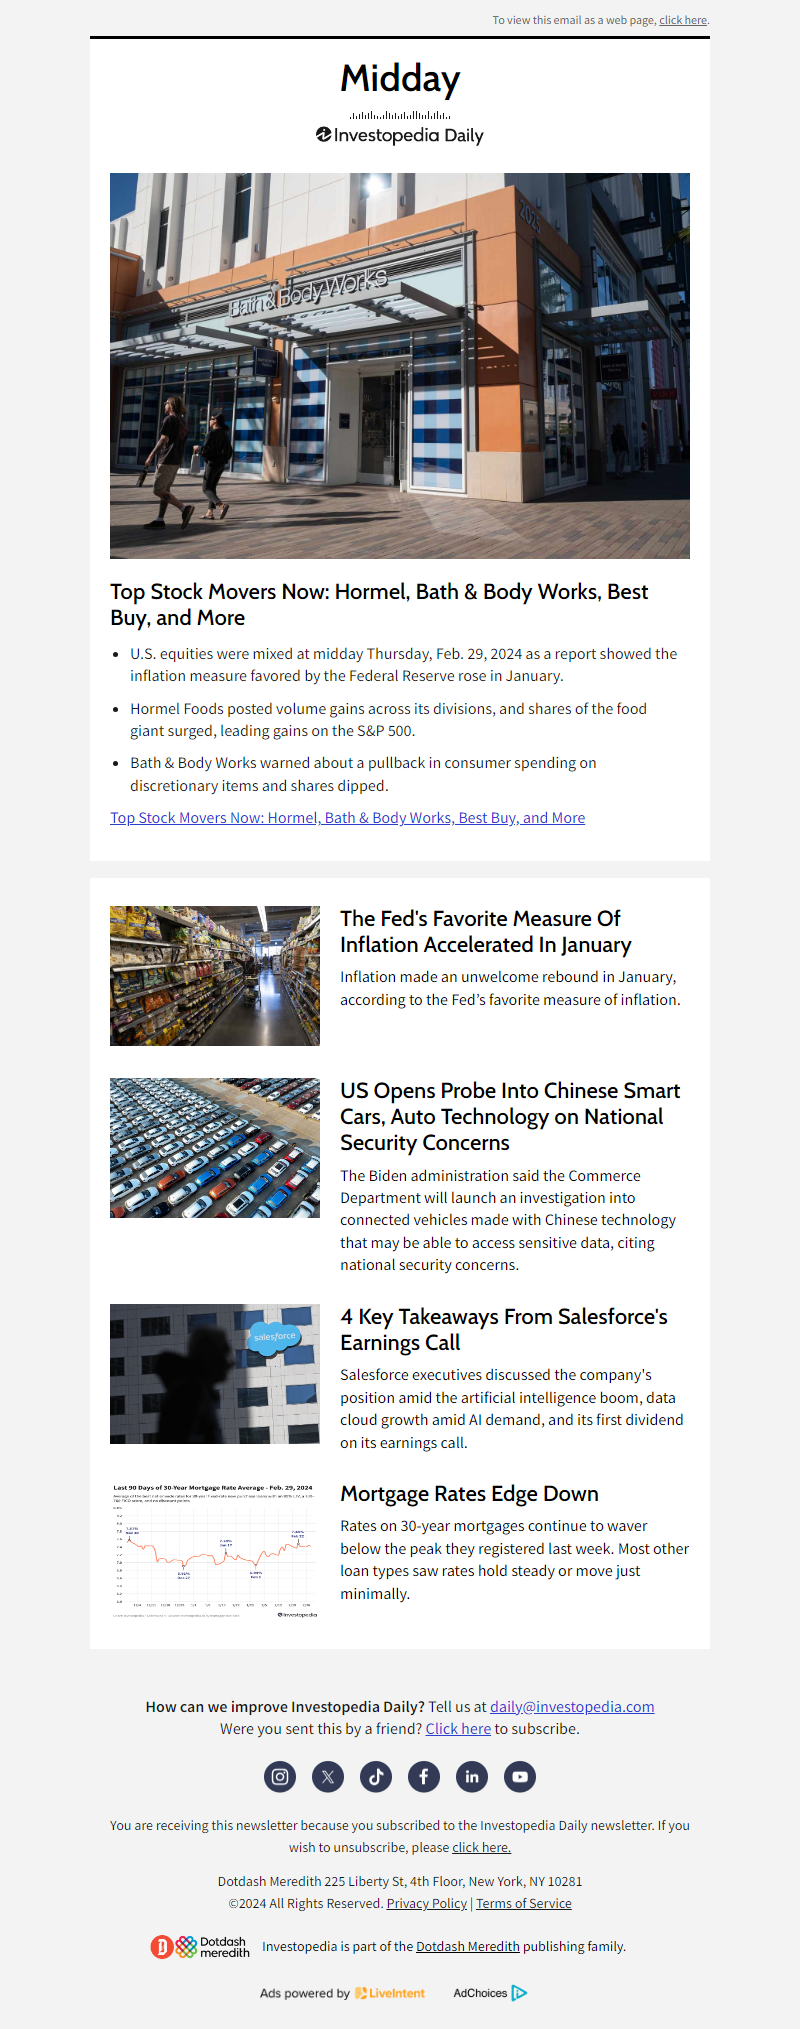 To view this email as a web page, click here.
Midday
Investopedia Daily
2025
Bath & Body Works
Top Stock Movers Now: Hormel, Bath & Body Works, Best
Buy, and More
U.S. equities were mixed at midday Thursday, Feb. 29, 2024 as a report showed the
inflation measure favored by the Federal Reserve rose in January.
Hormel Foods posted volume gains across its divisions, and shares of the food
giant surged, leading gains on the S&P 500.
Bath & Body Works warned about a pullback in consumer spending on
discretionary items and shares dipped.
Top Stock Movers Now: Hormel, Bath & Body Works, Best Buy, and More
The Fed's Favorite Measure Of
Inflation Accelerated In January
Inflation made an unwelcome rebound in January,
according to the Fed’s favorite measure of inflation.
US Opens Probe Into Chinese Smart
Cars, Auto Technology on National
Security Concerns
The Biden administration said the Commerce
Department will launch an investigation into
connected vehicles made with Chinese technology
that may be able to access sensitive data, citing
national security concerns.
salesforce
4 Key Takeaways From Salesforce's
Earnings Call
Salesforce executives discussed the company's
position amid the artificial intelligence boom, data
cloud growth amid AI demand, and its first dividend
on its earnings call.
Last 90 Days of 30-Year Mortgage Rate Average - Feb. 29, 2024
Investopedia
Mortgage Rates Edge Down
Rates on 30-year mortgages continue to waver
below the peak they registered last week. Most other
loan types saw rates hold steady or move just
minimally.
How can we improve Investopedia Daily? Tell us at daily@investopedia.com
Were you sent this by a friend? Click here to subscribe.
You are receiving this newsletter because you subscribed to the Investopedia Daily newsletter. If you
wish to unsubscribe, please click here.
Dotdash Meredith 225 Liberty St, 4th Floor, New York, NY 10281
©2024 All Rights Reserved. Privacy Policy | Terms of Service
Dotdash
meredith
Investopedia is part of the Dotdash Meredith publishing family.
Ads powered by LiveIntent
AdChoices